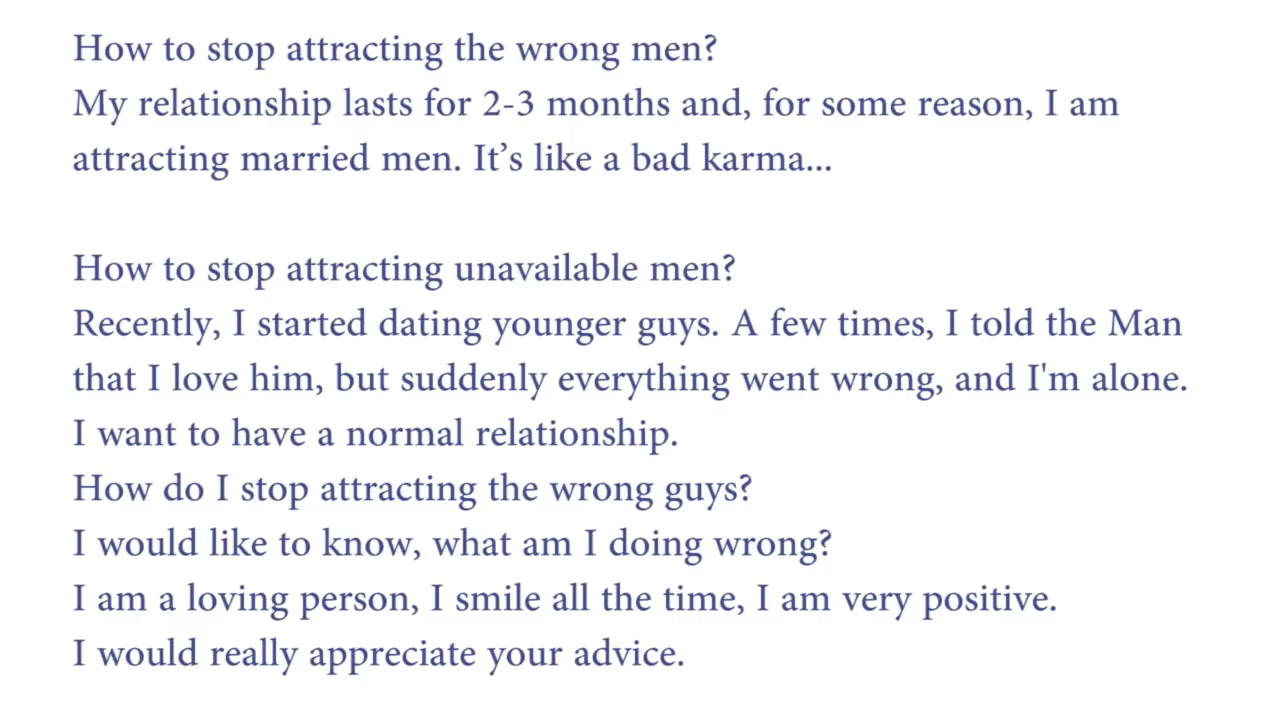 How to stop attracting the wrong men?
My relationship lasts for 2-3 months and, for some reason, I am
attracting married men. It’s like a bad karma...
How to stop attracting unavailable men?
Recently, I started dating younger guys. A few times, I told the Man
that I love him, but suddenly everything went wrong, and I'm alone.
I want to have a normal relationship.
How do I stop attracting the wrong guys?
I would like to know, what am I doing wrong?
I am a loving person, I smile all the time, I am very positive.
I would really appreciate your advice.